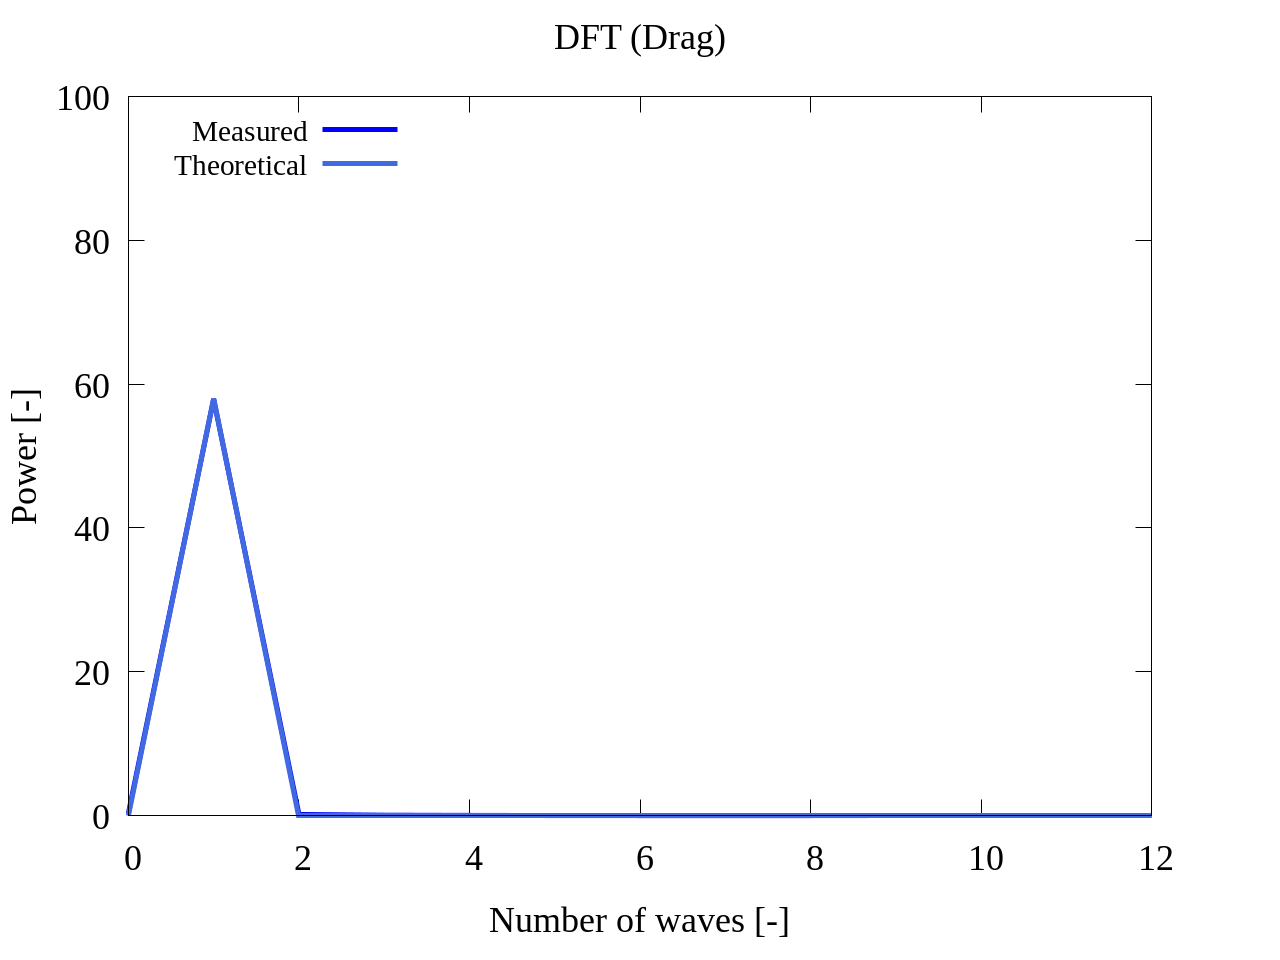 DFT (Drag)
100
80
60
40
20
0
Measured
Theoretical
Power [-]
0 2 4 6 8 10 12
Number of waves [-]